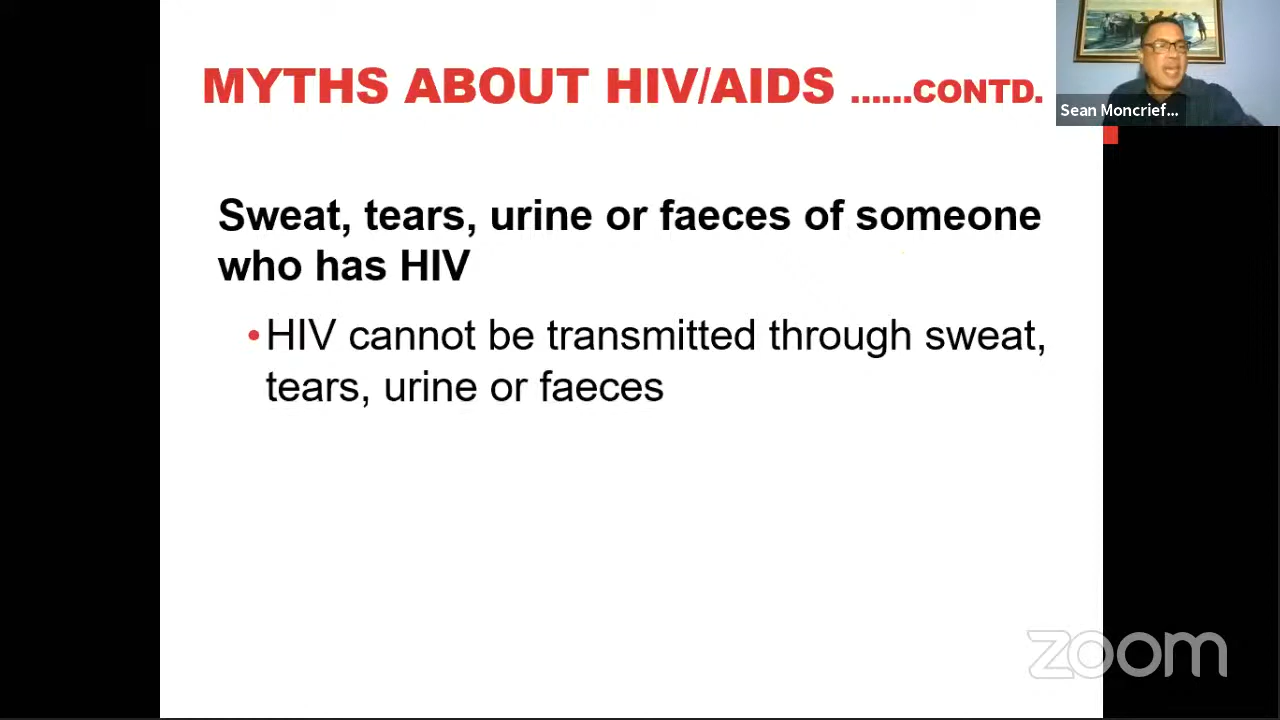 MYTHS ABOUT HIV/AIDS ......CONTD.
Sean Moncrief...
Sweat, tears, urine or faeces of someone
who has HIV
•HIV cannot be transmitted through sweat,
tears, urine or faeces
zoom